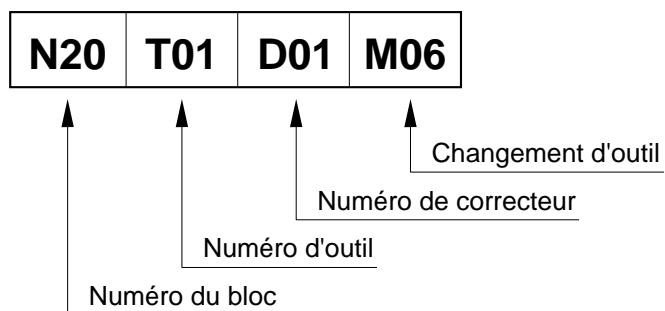 N20 T01 D01 M06
Changement d'outil
Numéro de correcteur
Numéro d'outil
Numéro du bloc